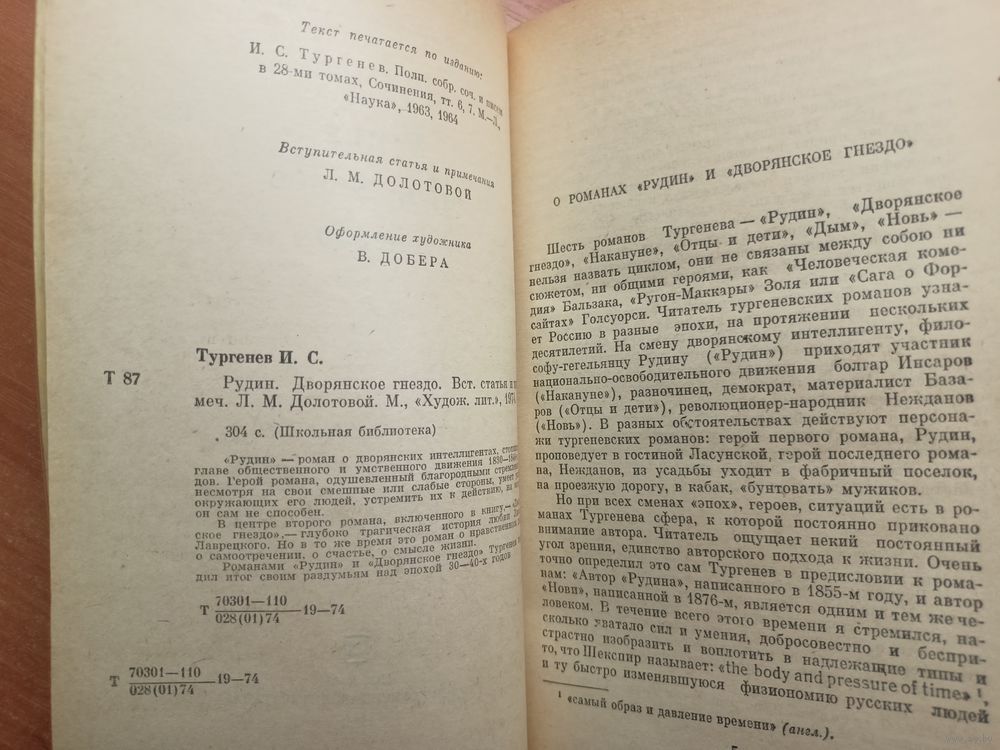 Текст печатается по изданию:
И. С. Тургенев. Полн. собр. соч. и писем
в 28-ми томах, Сочинения, тт. 6, 7. М.—Л.,
«Наука», 1963, 1964
Вступительная статья и примечания
Л. М. ДОЛОТОВОЙ
Оформление художника
В. ДОБЕРА
Тургенев И. С.
Т 87
Рудин. Дворянское гнездо. Вст. статья и
меч. Л. М. Долотовой. М., «Худож. лит.», 197
304 с. (Школьная библиотека)
«Рудин» — роман о дворянских интеллигентах,
главе общественного и умственного движения 1830—
дов. Герой романа, одушевленный благородными
несмотря на свои смешные или слабые стороны, умеет
окружающих его людей, устремить их к действию,
он сам не способен.
В центре второго романа, включенного в книгу,—
ское гнездо»,— глубоко трагическая история любви
Лаврецкого. Но в то же время это роман о нравственном
о самоотречении, о счастье, о смысле жизни.
Романами «Рудин» и «Дворянское гнездо» Тургенев
дил итог своим раздумьям над эпохой 30—40-х годов
Т 70301—110
028(01)74 19—74
Т 70301—110
028(01)74 19—74
О РОМАНАХ «РУДИН» И «ДВОРЯНСКОЕ ГНЕЗДО»
Шесть романов Тургенева — «Рудин», «Дворянское
гнездо», «Накануне», «Отцы и дети», «Дым», «Новь» —
нельзя назвать циклом, они не связаны между собою ни
сюжетом, ни общими героями, как «Человеческая коме-
дия» Бальзака, «Ругон-Маккары» Золя или «Сага о Фор-
сайтах» Голсуорси. Читатель тургеневских романов узна-
ет Россию в разные эпохи, на протяжении нескольких
десятилетий. На смену дворянскому интеллигенту, фило-
софу-гегельянцу Рудину («Рудин») приходят участник
национально-освободительного движения болгар Инсаров
(«Накануне»), разночинец, демократ, материалист База-
ров («Отцы и дети»), революционер-народник Нежданов
(«Новь»). В разных обстоятельствах действуют персона-
жи тургеневских романов: герой первого романа, Рудин,
проповедует в гостиной Ласунской, герой последнего рома-
на, Нежданов, из усадьбы уходит в фабричный поселок,
на проезжую дорогу, в кабак, «бунтовать» мужиков.
Но при всех сменах «эпох», героев, ситуаций есть в ро-
манах Тургенева сфера, к которой постоянно приковано
внимание автора. Читатель ощущает некий постоянный
угол зрения, единство авторского подхода к жизни. Очень
точно определил это сам Тургенев в предисловии к рома-
нам: «Автор «Рудина», написанного в 1855-м году, и автор
«Нови», написанной в 1876-м, является одним и тем же че-
ловеком. В течение всего этого времени я стремился, на-
сколько хватало сил и умения, добросовестно и беспри-
страстно изобразить и воплотить в надлежащие типы и
то, что Шекспир называет: «the body and pressure of time» ¹,
и ту быстро изменявшуюся физиономию русских людей
¹ «самый образ и давление времени» (англ.).